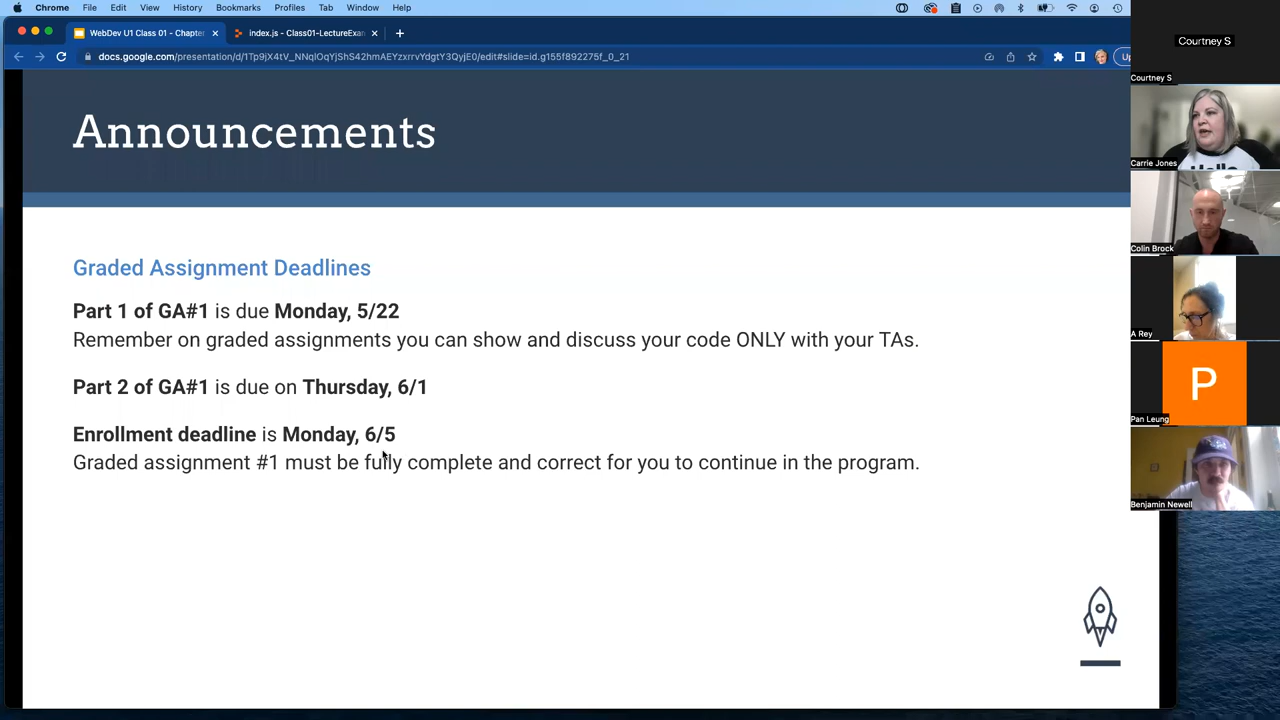 Chrome File Edit View History Bookmarks Profiles Tab Window Help
WebDev U1 Class 01 - Chapter
index.js - Class01-LectureExan
docs.google.com/presentation/d/1Tp9jX4tV_NNqIOqYjShS42hmAEYzxrrvYdgtY3QyjE0/edit#slide=id.g155f892275f_0_21
Announcements
Graded Assignment Deadlines
Part 1 of GA#1 is due Monday, 5/22
Remember on graded assignments you can show and discuss your code ONLY with your TAs.
Part 2 of GA#1 is due on Thursday, 6/1
Enrollment deadline is Monday, 6/5
Graded assignment #1 must be fully complete and correct for you to continue in the program.
Courtney S
Courtney S
Carrie Jones
Colin Brock
A Rey
P
Pan Leung
Benjamin Newell